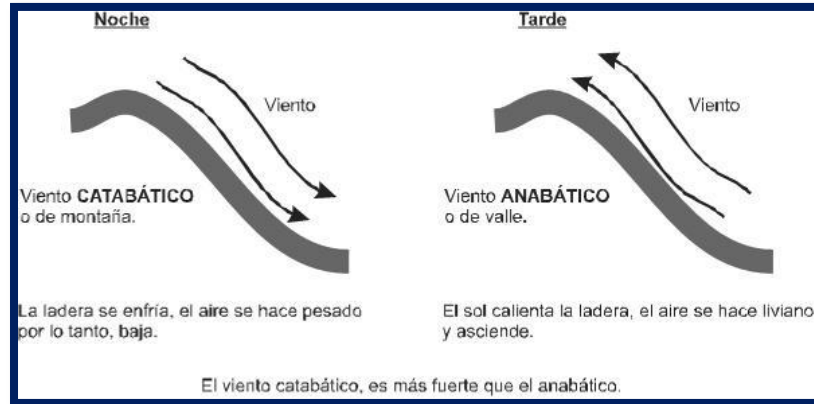 Noche
Viento
Viento CATABÁTICO
o de montaña.
La ladera se enfría, el aire se hace pesado
por lo tanto, baja.
Tarde
Viento
Viento ANABÁTICO
o de valle.
El sol calienta la ladera, el aire se hace liviano
y asciende.
El viento catabático, es más fuerte que el anabático.